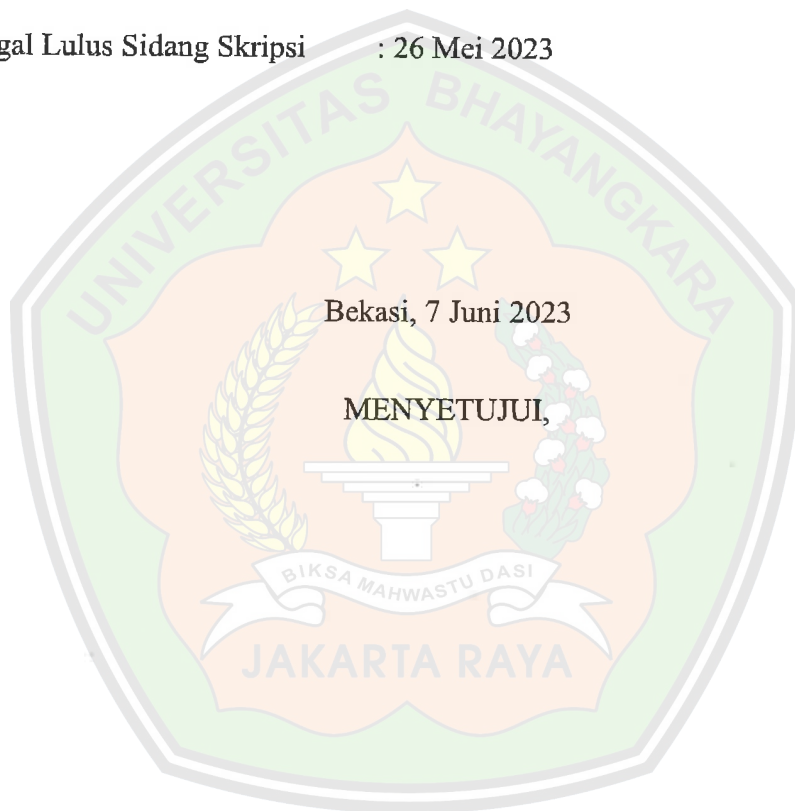 gal Lulus Sidang Skripsi : 26 Mei 2023
UNIVERSITAS BHAYANGKARA
Bekasi, 7 Juni 2023
MENYETUJUI,
BIKSA MAHWASTU DASI
JAKARTA RAYA